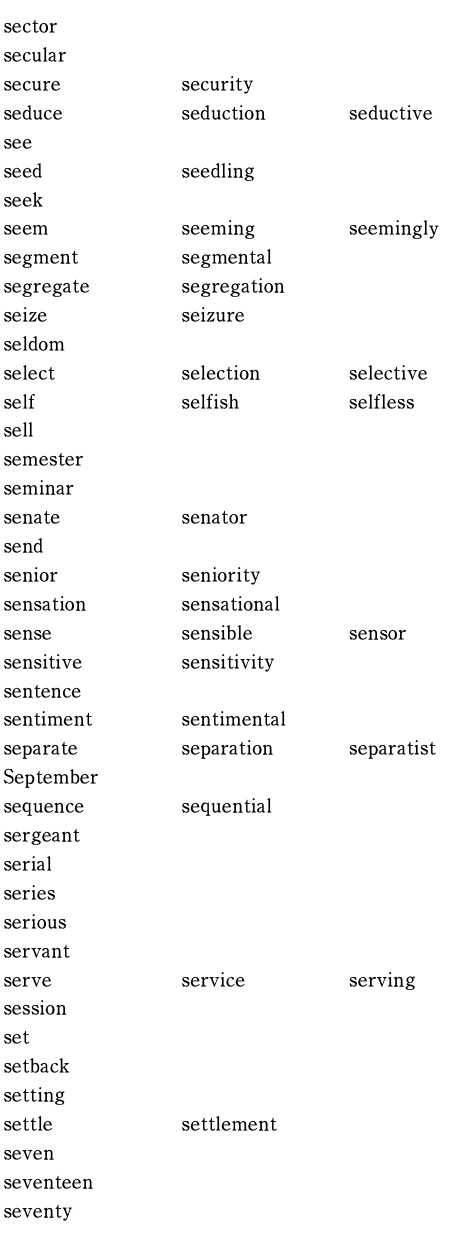 sector
secular
secure security
seduce seduction seductive
see
seed seedling
seek
seem seeming seemingly
segment segmental
segregate segregation
seize seizure
seldom
select selection selective
self selfish selfless
sell
semester
seminar
senate senator
send
senior seniority
sensation sensational
sense sensible sensor
sensitive sensitivity
sentence
sentiment sentimental
separate separation separatist
September
sequence sequential
sergeant
serial
series
serious
servant
serve service serving
session
set
setback
setting
settle settlement
seven
seventeen
seventy